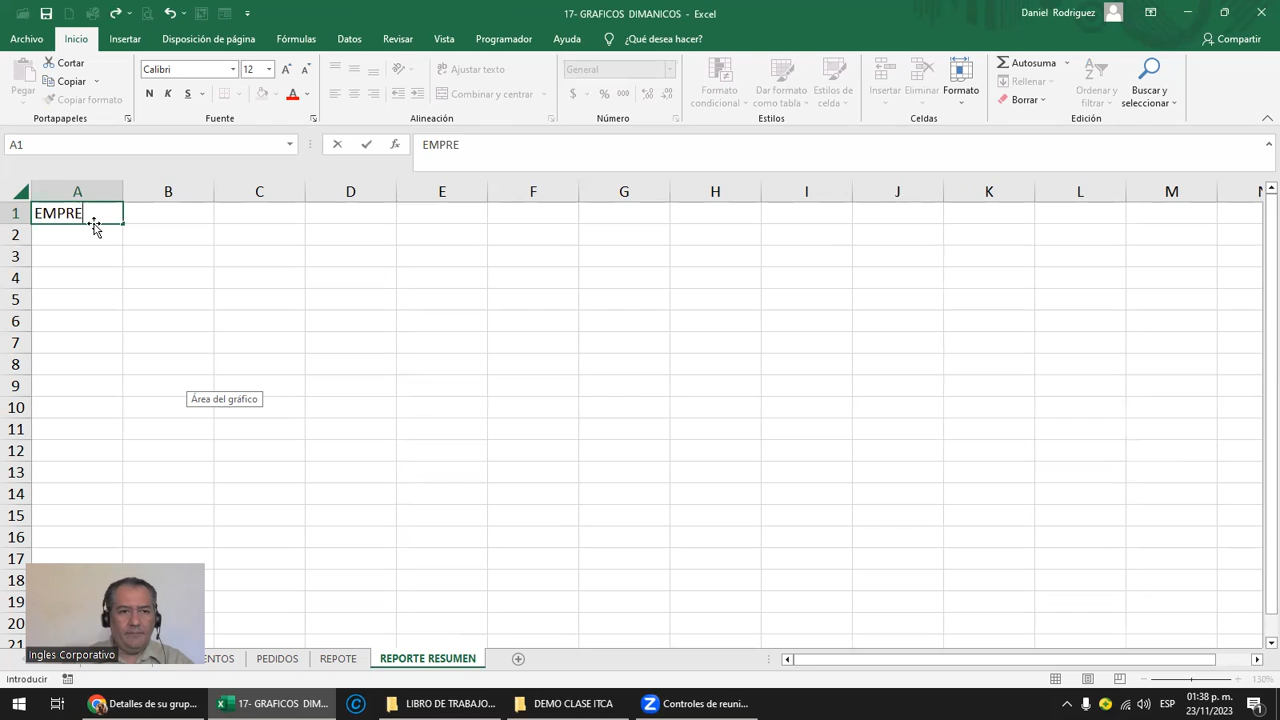 17- GRAFICOS DIMANICOS - Excel
Daniel Rodriguez
Archivo Inicio Insertar Disposición de página Fórmulas Datos Revisar Vista Programador Ayuda ¿Qué desea hacer? Compartir
Pegar
Cortar
Copiar
Copiar formato
Portapapeles
Calibri 12
N K S
Fuente
Ajustar texto
Combinar y centrar
Alineación
General
$ % 000
Número
Formato condicional
Dar formato como tabla
Estilos de celda
Estilos
Insertar Eliminar Formato
Celdas
Autosuma
Rellenar
Borrar
Ordenar y filtrar
Buscar y seleccionar
Edición
A1 fx EMPRE
A B C D E F G H I J K L M
1 EMPRE
2
3
4
5
6
7
8
9
Área del gráfico
10
11
12
13
14
15
16
17
18
19
20
21
Ingles Corporativo
ENTOS PEDIDOS REPOTE REPORTE RESUMEN
Introducir 130%
Detalles de su grup... 17- GRAFICOS DIM... LIBRO DE TRABAJO... DEMO CLASE ITCA Controles de reuni... ESP 01:38 p. m.
23/11/2023